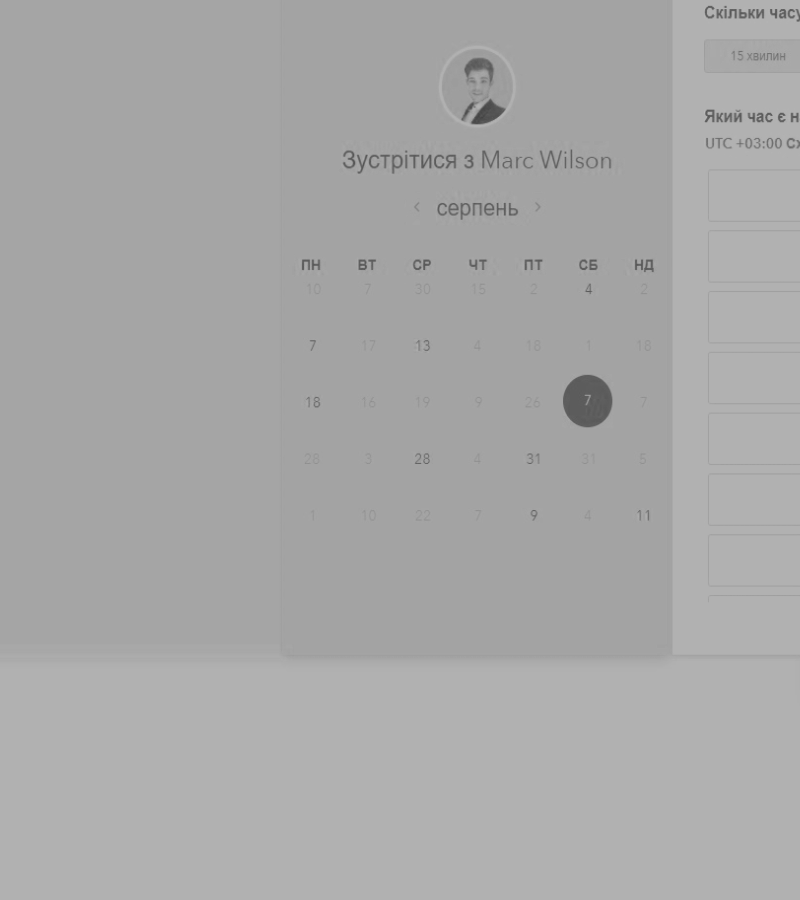 Зустрітися з Marc Wilson
серпень
ПН ВТ СР ЧТ ПТ СБ НД
10 7 30 15 2 4 2
7 17 13 4 18 1 18
18 16 19 9 26 7 7
28 3 28 4 31 31 5
1 10 22 7 9 4 11
Скільки часу
15 хвилин
Який час є н
UTC +03:00